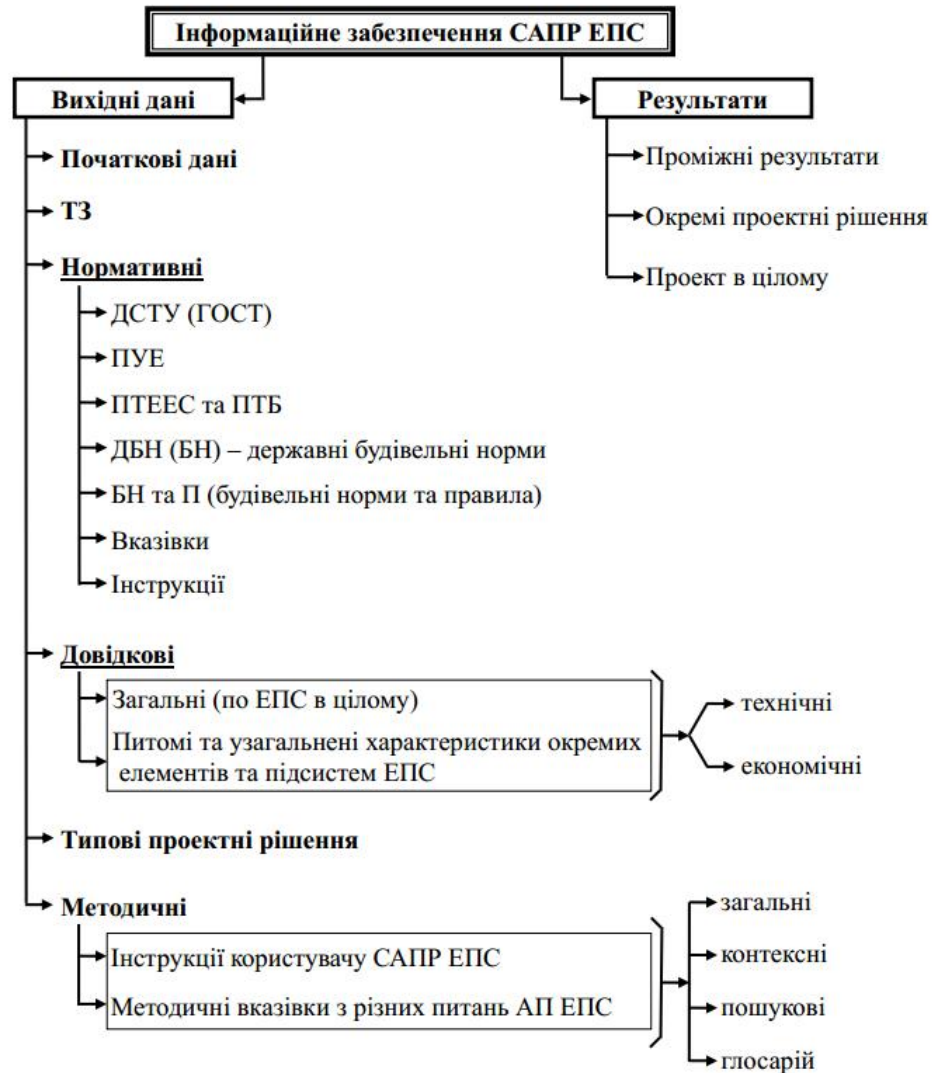 Інформаційне забезпечення САПР ЕПС
Вихідні дані
Результати
Початкові дані
Проміжні результати
ТЗ
Окремі проектні рішення
Нормативні
Проект в цілому
ДСТУ (ГОСТ)
ПУЕ
ПТЕЕС та ПТБ
ДБН (БН) – державні будівельні норми
БН та П (будівельні норми та правила)
Вказівки
Інструкції
Довідкові
Загальні (по ЕПС в цілому)
технічні
Питомі та узагальнені характеристики окремих
елементів та підсистем ЕПС
економічні
Типові проектні рішення
Методичні
загальні
Інструкції користувачу САПР ЕПС
контексні
Методичні вказівки з різних питань АП ЕПС
пошукові
глосарій